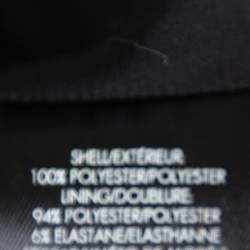 SHELL/EXTÉRIEUR:
100% POLYESTER/POLYESTER
LINING/DOUBLURE:
94% POLYESTER/POLYESTER
6% ELASTANE/ELASTHANNE